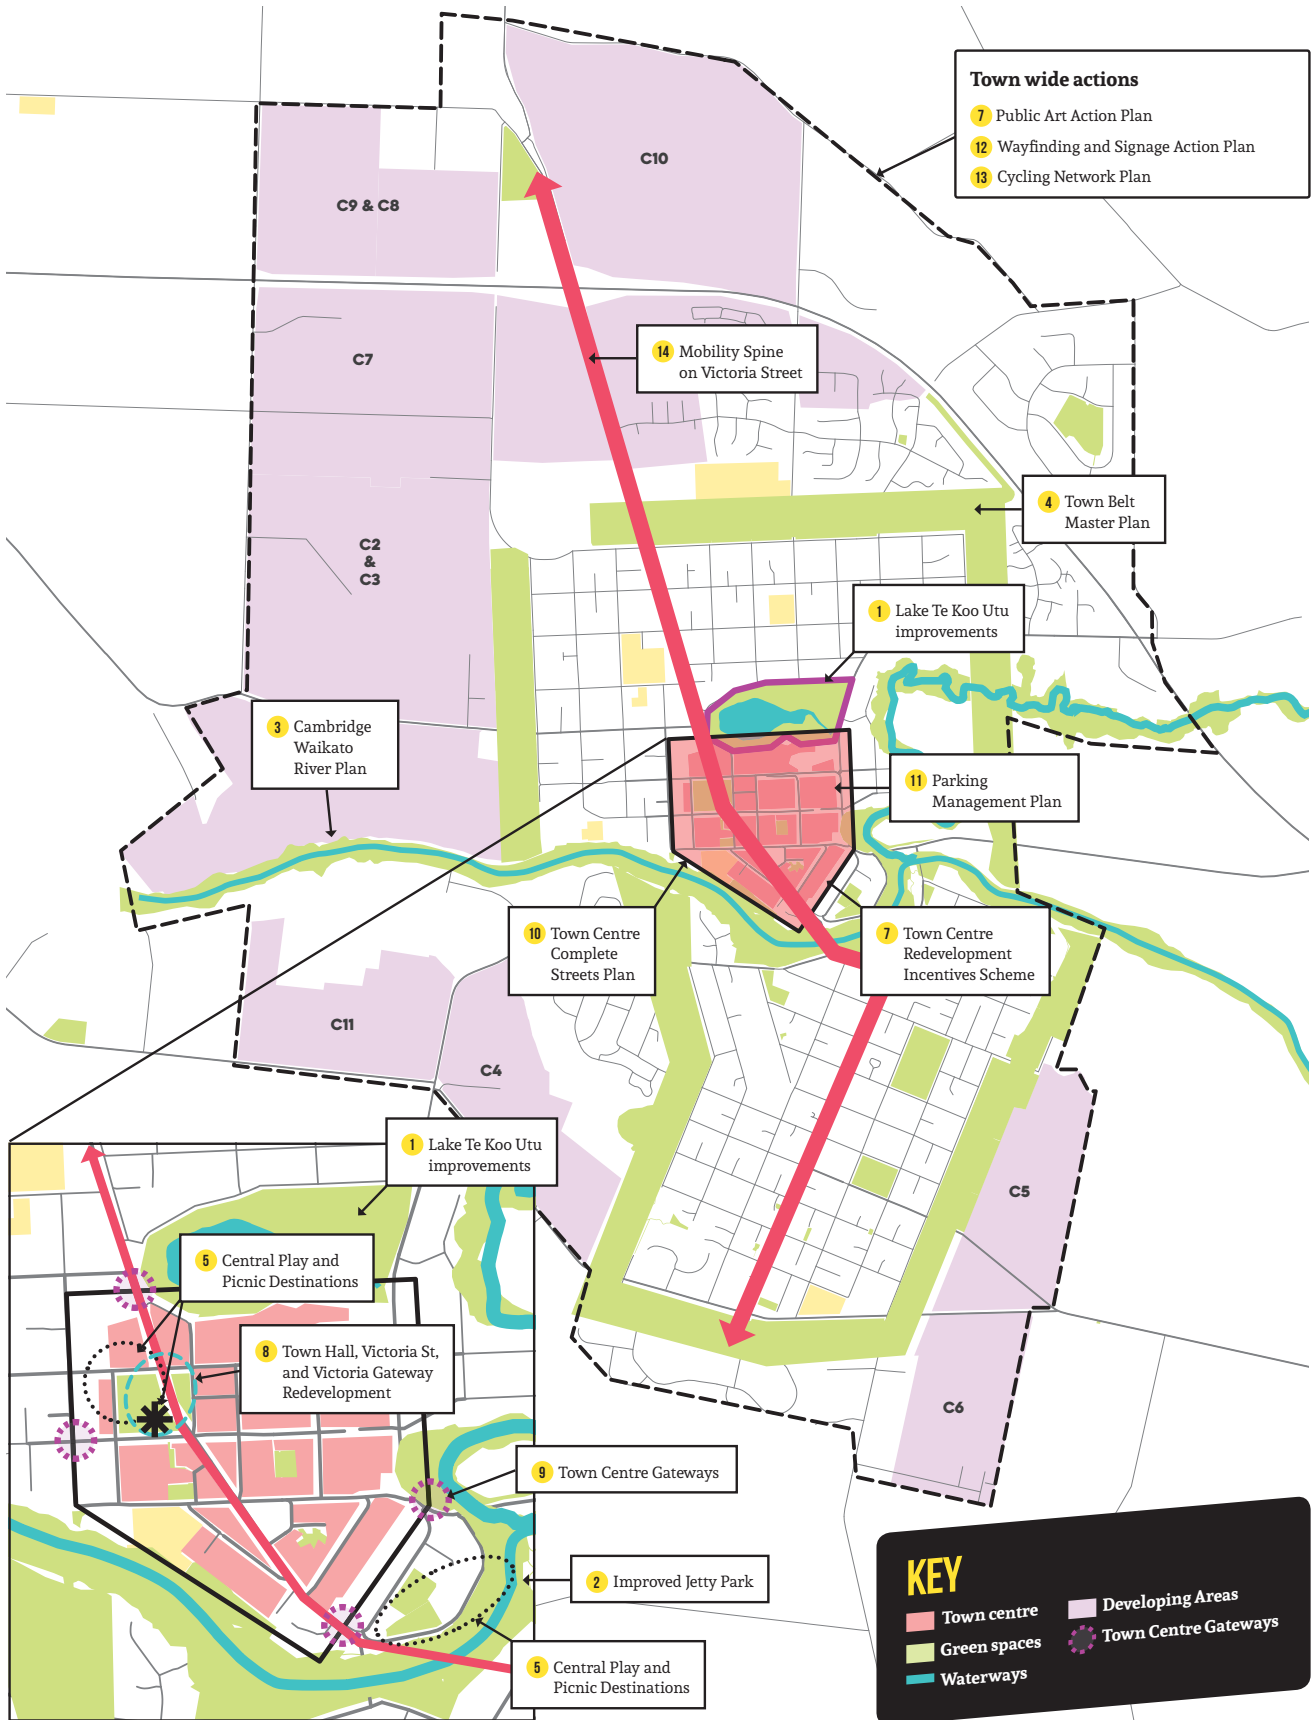 Town wide actions
7 Public Art Action Plan
12 Wayfinding and Signage Action Plan
13 Cycling Network Plan
C10
C9 & C8
C7
14 Mobility Spine
on Victoria Street
4 Town Belt
Master Plan
C2
&
C3
1 Lake Te Koo Utu
improvements
3 Cambridge
Waikato
River Plan
11 Parking
Management Plan
10 Town Centre
Complete
Streets Plan
7 Town Centre
Redevelopment
Incentives Scheme
C11
C4
C5
C6
1 Lake Te Koo Utu
improvements
5 Central Play and
Picnic Destinations
8 Town Hall, Victoria St,
and Victoria Gateway
Redevelopment
9 Town Centre Gateways
2 Improved Jetty Park
5 Central Play and
Picnic Destinations
KEY
Town centre
Green spaces
Waterways
Developing Areas
Town Centre Gateways